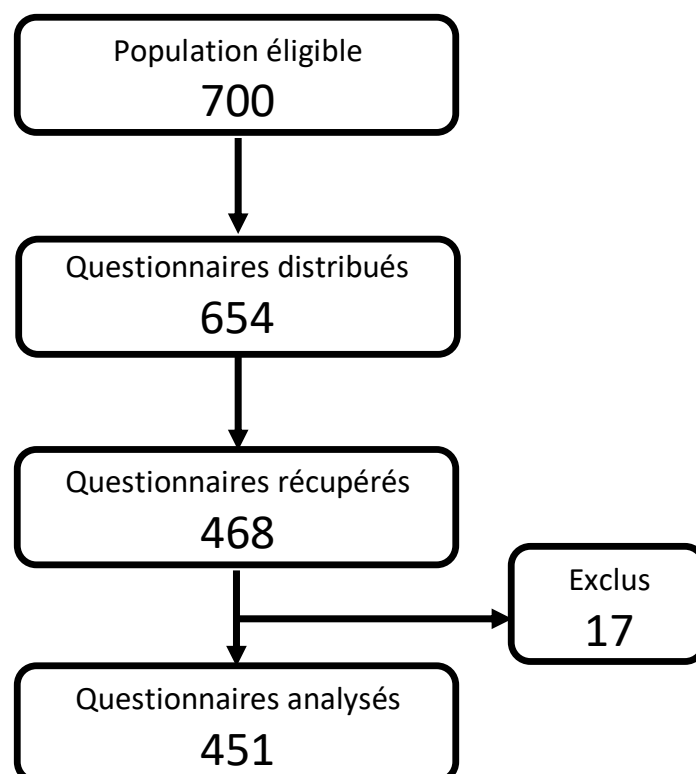 Population éligible
700
Questionnaires distribués
654
Questionnaires récupérés
468
Exclus
17
Questionnaires analysés
451